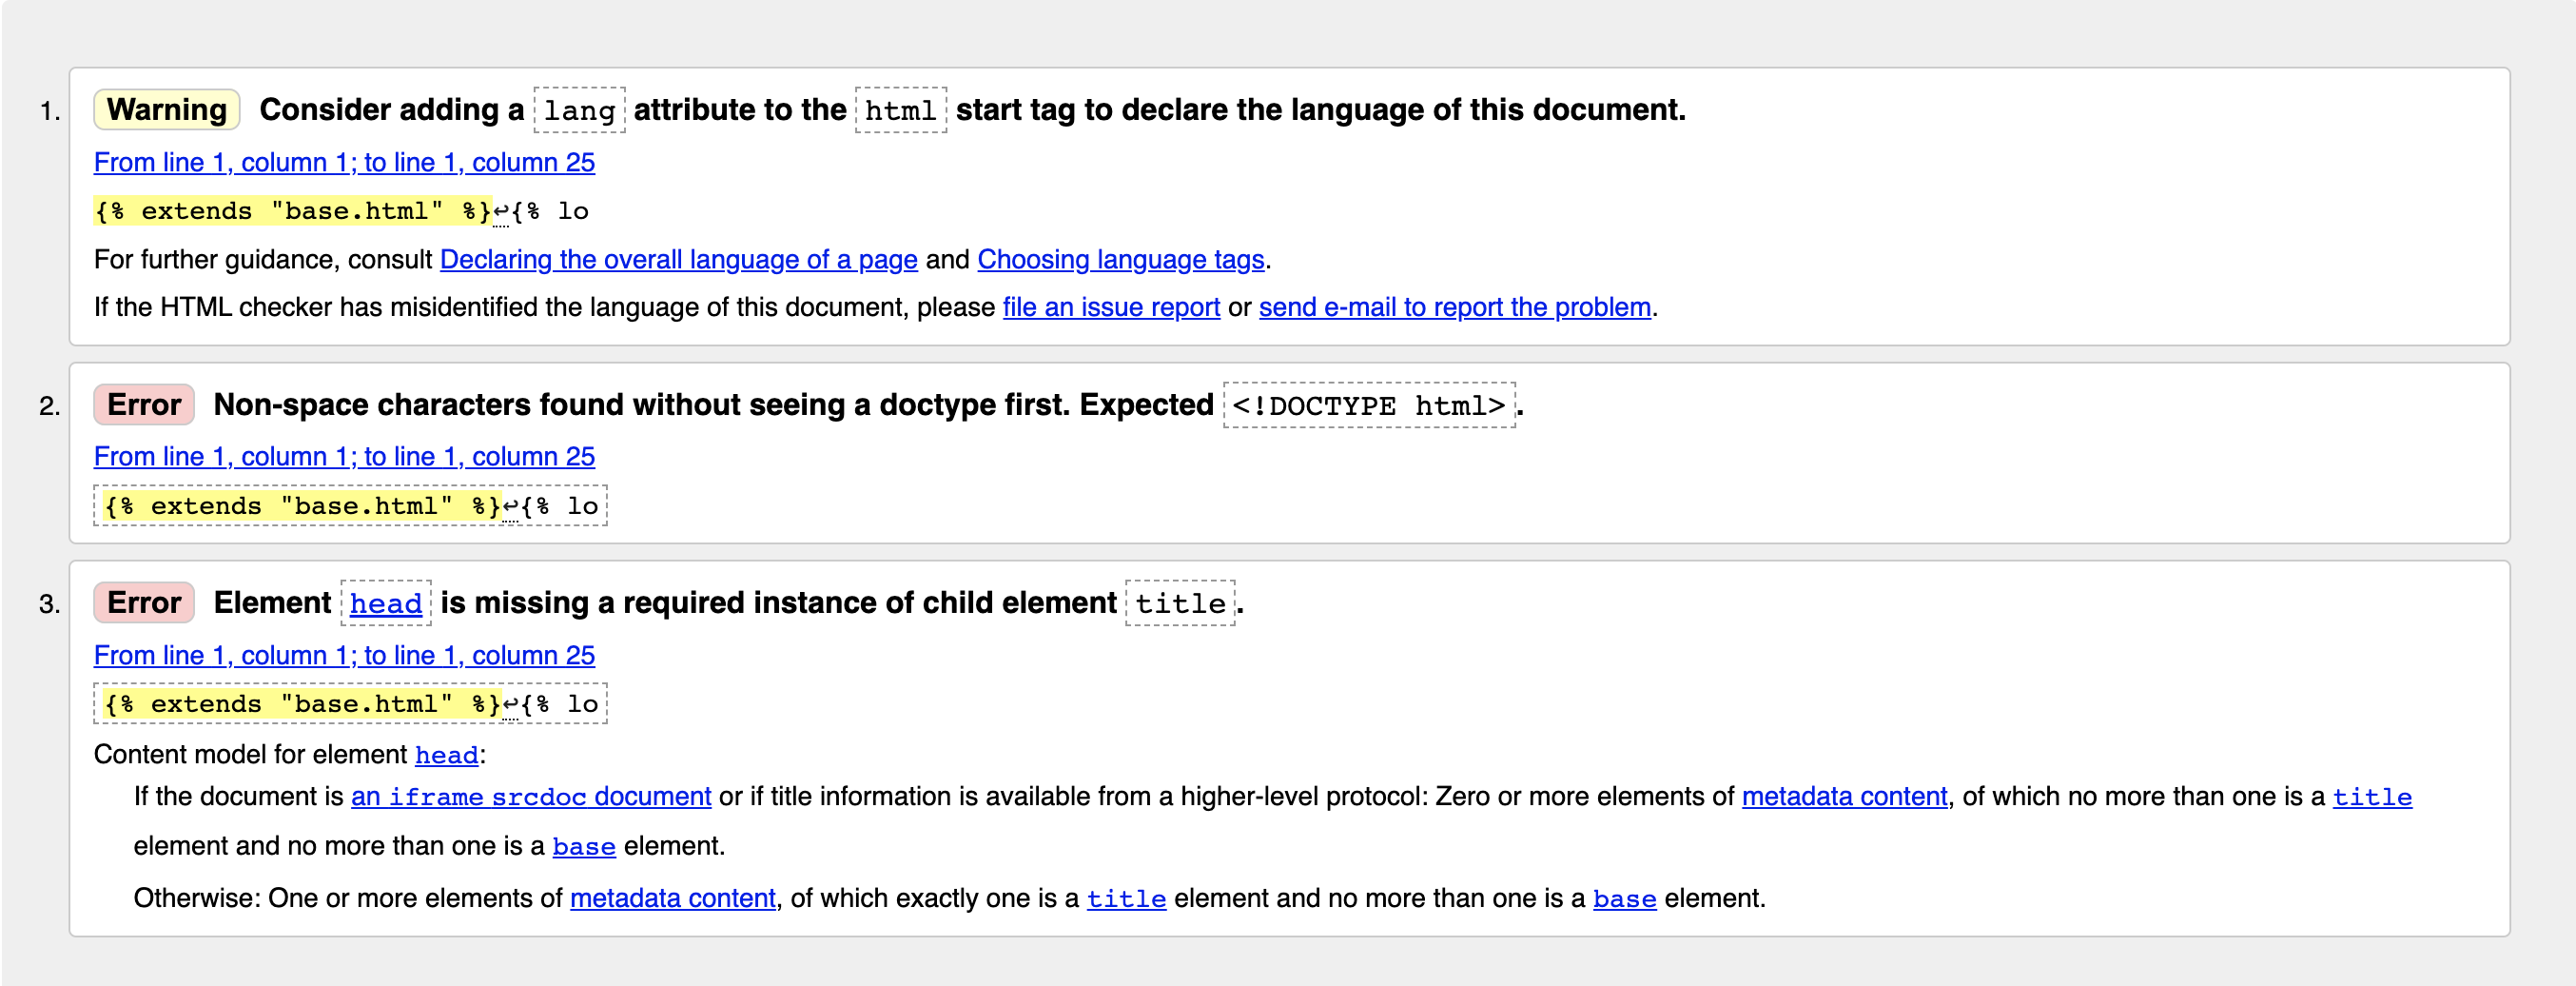 1. Warning Consider adding a lang attribute to the html start tag to declare the language of this document.
From line 1, column 1; to line 1, column 25
{% extends "base.html" %}↩{% lo
For further guidance, consult Declaring the overall language of a page and Choosing language tags.
If the HTML checker has misidentified the language of this document, please file an issue report or send e-mail to report the problem.
2. Error Non-space characters found without seeing a doctype first. Expected <!DOCTYPE html>.
From line 1, column 1; to line 1, column 25
{% extends "base.html" %}↩{% lo
3. Error Element head is missing a required instance of child element title.
From line 1, column 1; to line 1, column 25
{% extends "base.html" %}↩{% lo
Content model for element head:
If the document is an iframe srcdoc document or if title information is available from a higher-level protocol: Zero or more elements of metadata content, of which no more than one is a title
element and no more than one is a base element.
Otherwise: One or more elements of metadata content, of which exactly one is a title element and no more than one is a base element.